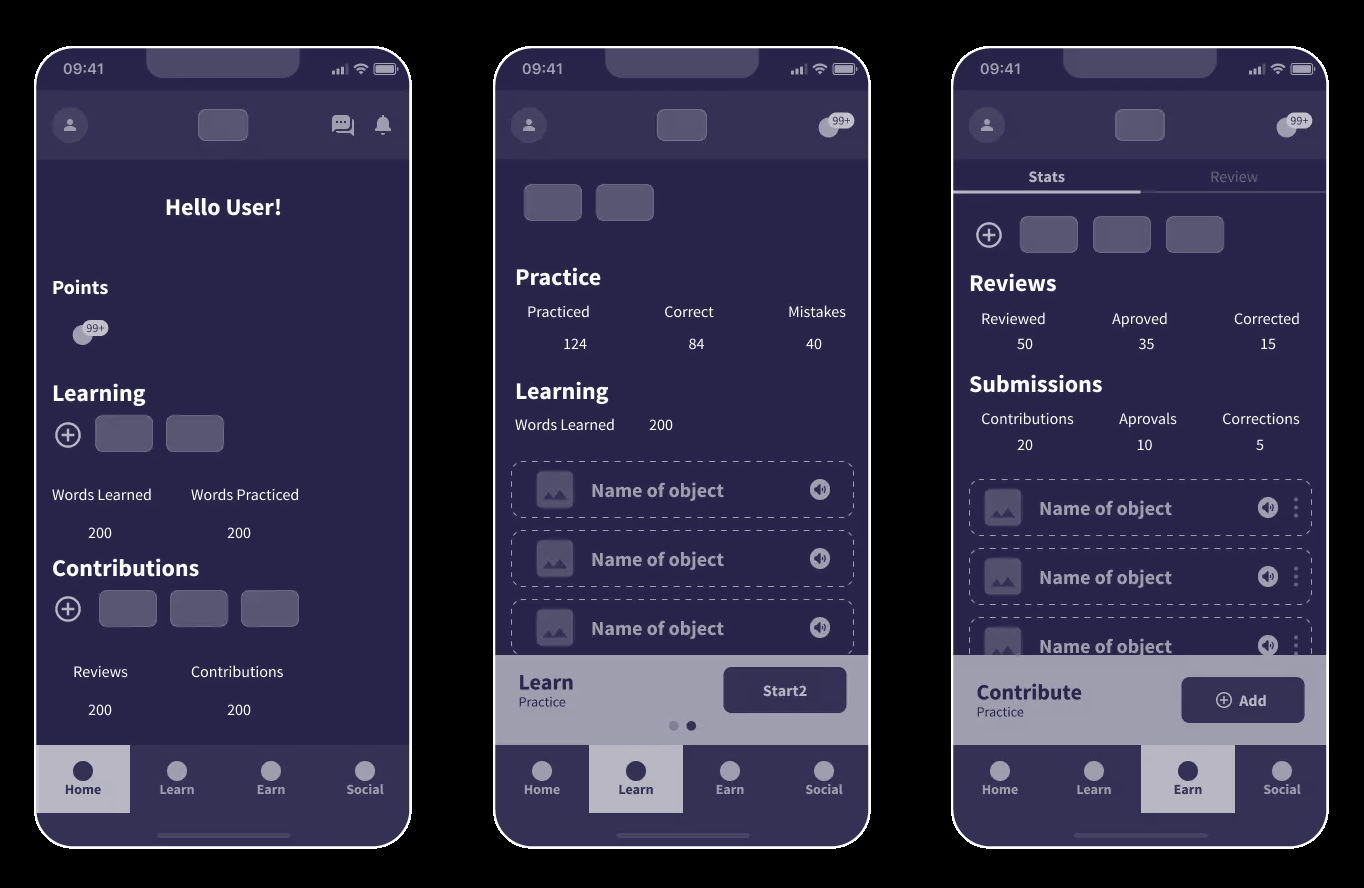 09:41
Hello User!
Points
99+
Learning
Words Learned Words Practiced
200 200
Contributions
Reviews Contributions
200 200
Home Learn Earn Social
09:41
99+
Practice
Practiced Correct Mistakes
124 84 40
Learning
Words Learned 200
Name of object
Name of object
Name of object
Learn
Practice
Start2
Home Learn Earn Social
09:41
99+
Stats Review
Reviews
Reviewed Aproved Corrected
50 35 15
Submissions
Contributions Aprovals Corrections
20 10 5
Name of object
Name of object
Name of object
Contribute
Practice
Add
Home Learn Earn Social